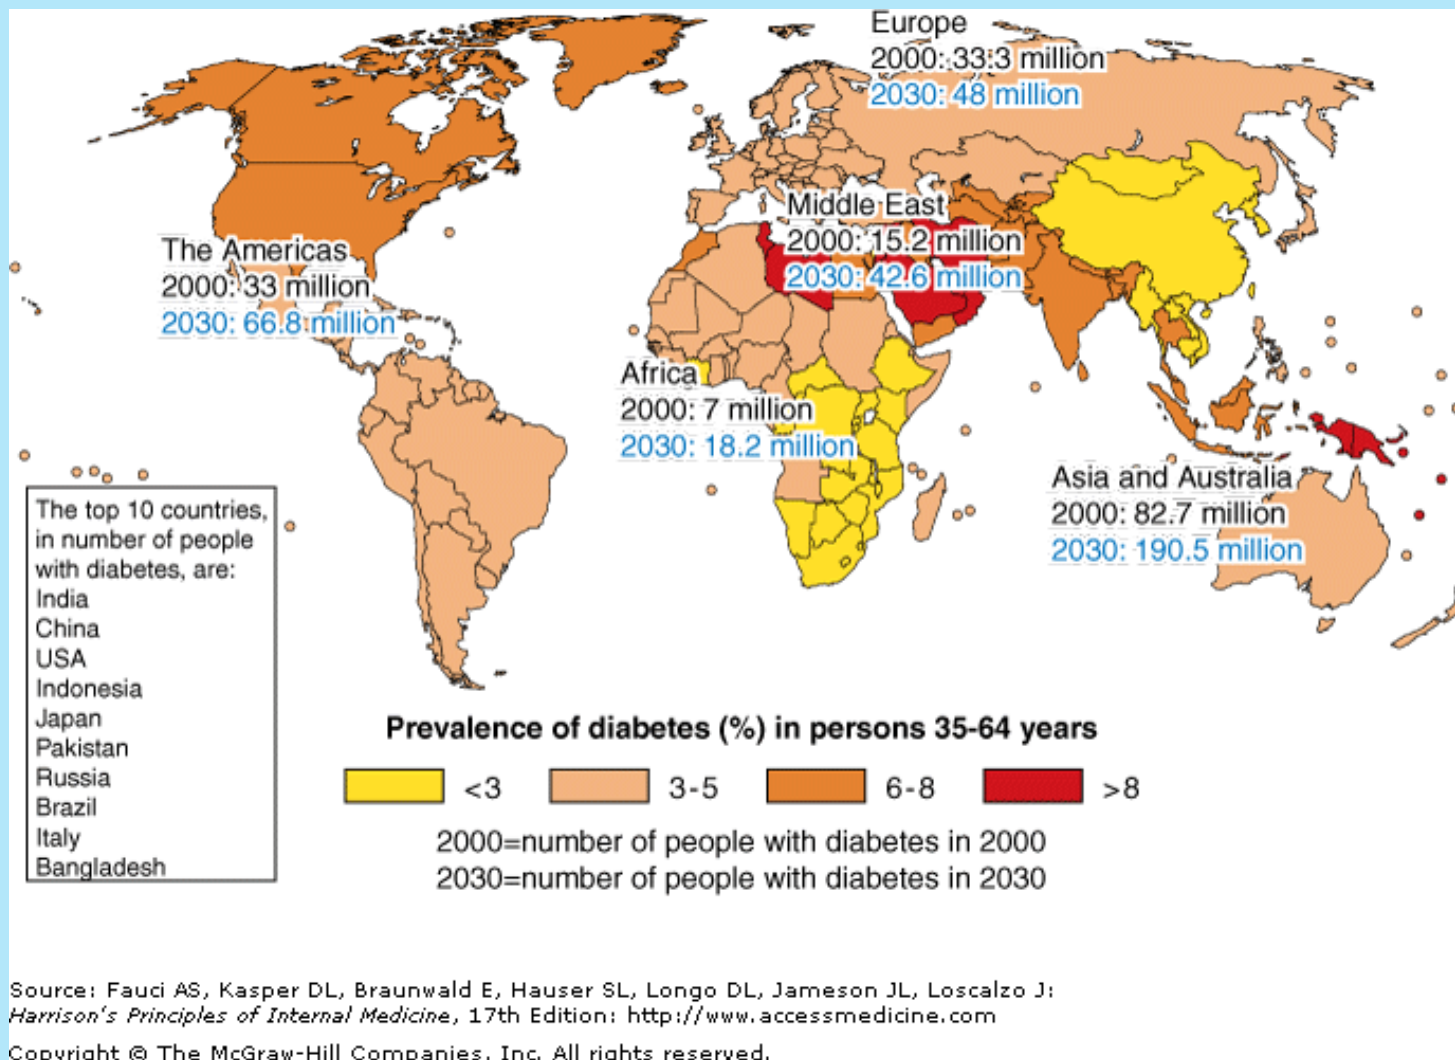 Europe
2000: 33.3 million
2030: 48 million
Middle East
2000: 15.2 million
2030: 42.6 million
The Americas
2000: 33 million
2030: 66.8 million
Africa
2000: 7 million
2030: 18.2 million
Asia and Australia
2000: 82.7 million
2030: 190.5 million
The top 10 countries,
in number of people
with diabetes, are:
India
China
USA
Indonesia
Japan
Pakistan
Russia
Brazil
Italy
Bangladesh
Prevalence of diabetes (%) in persons 35-64 years
<3
3-5
6-8
>8
2000=number of people with diabetes in 2000
2030=number of people with diabetes in 2030
Source: Fauci AS, Kasper DL, Braunwald E, Hauser SL, Longo DL, Jameson JL, Loscalzo J:
Harrison's Principles of Internal Medicine, 17th Edition: http://www.accessmedicine.com
Copyright © The McGraw-Hill Companies, Inc. All rights reserved.